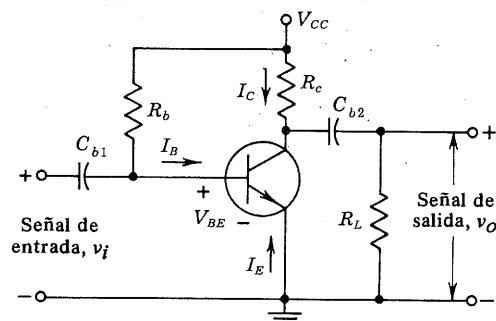 V_CC
I_C
R_c
R_b
C_b2
C_b1
I_B
+
+
+
V_BE
-
Señal de
entrada, v_i
R_L
Señal de
salida, v_o
I_E
-
-